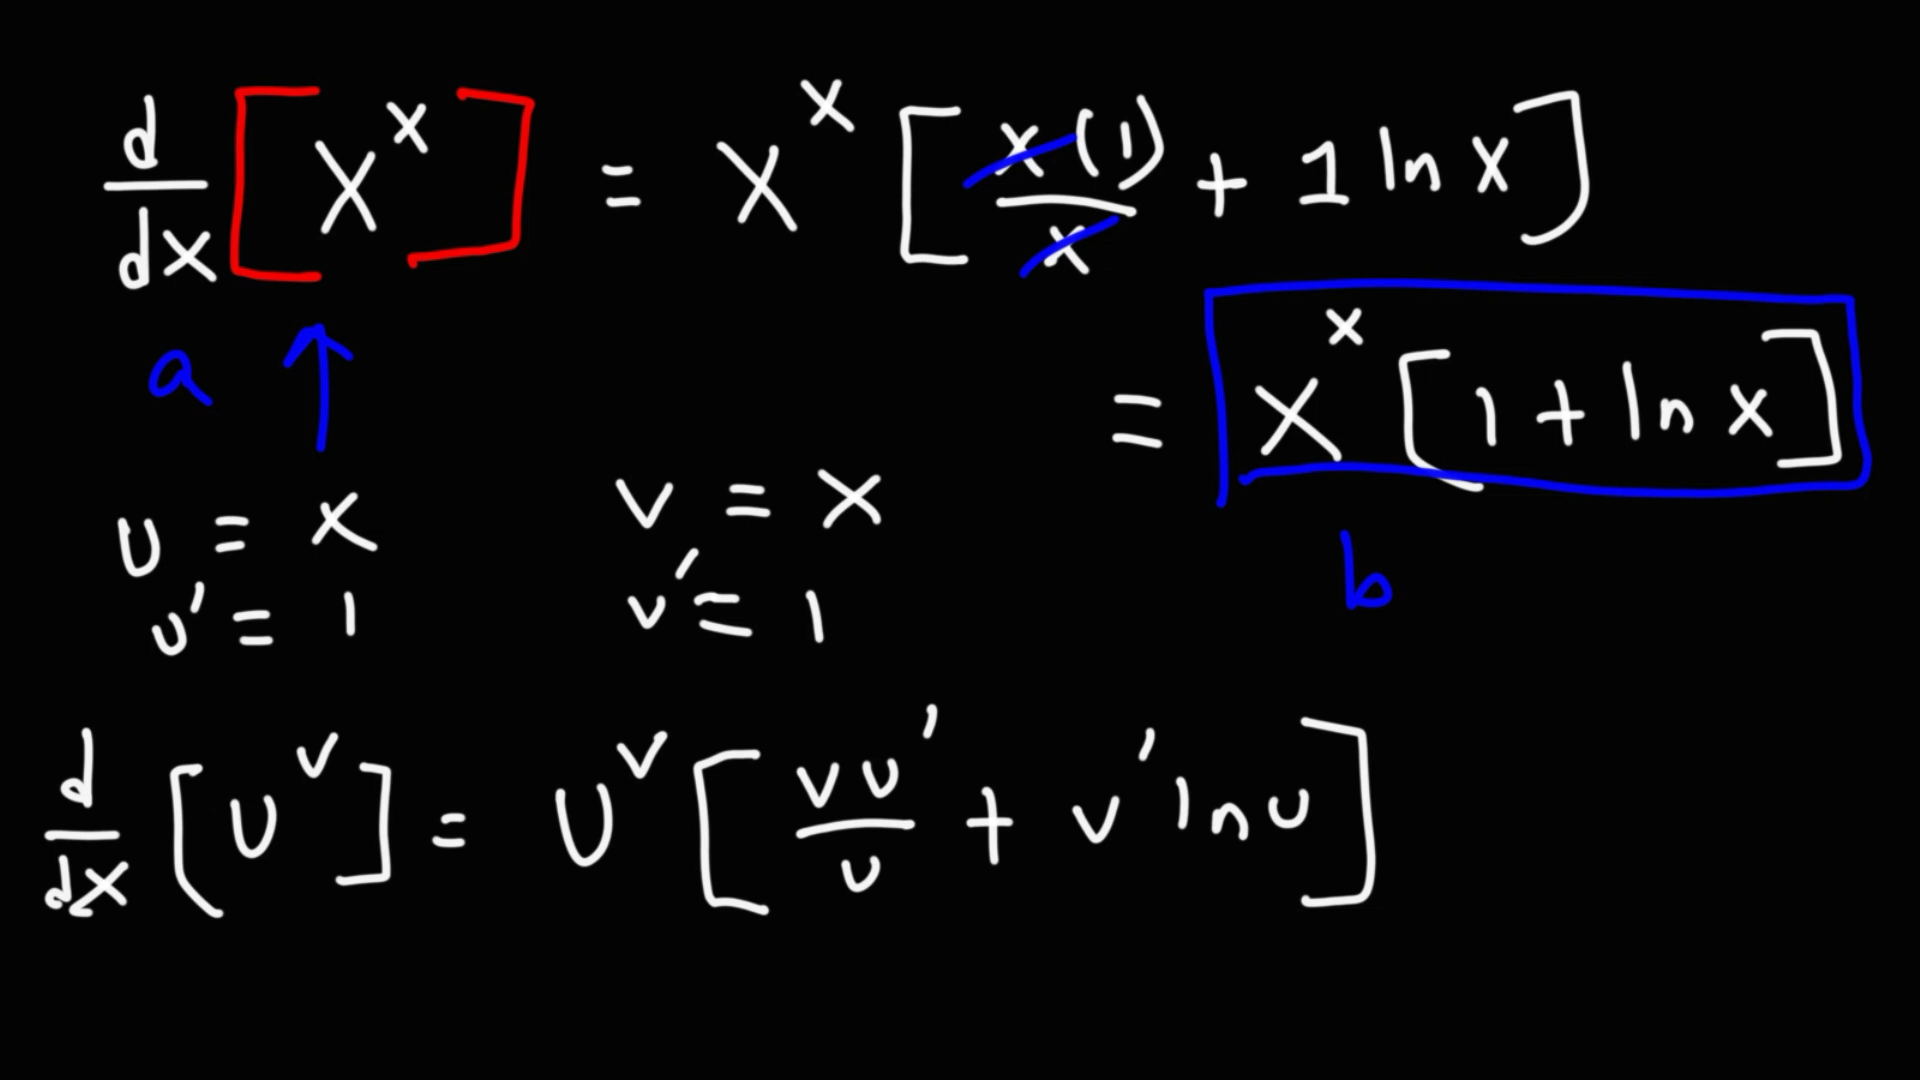 d/dx [x^x] = x^x [x(1)/x + 1 ln x]
a
= x^x [1 + ln x]
b
u = x   v = x
u' = 1   v' = 1
d/dx [u^v] = u^v [vu'/u + v' ln u]